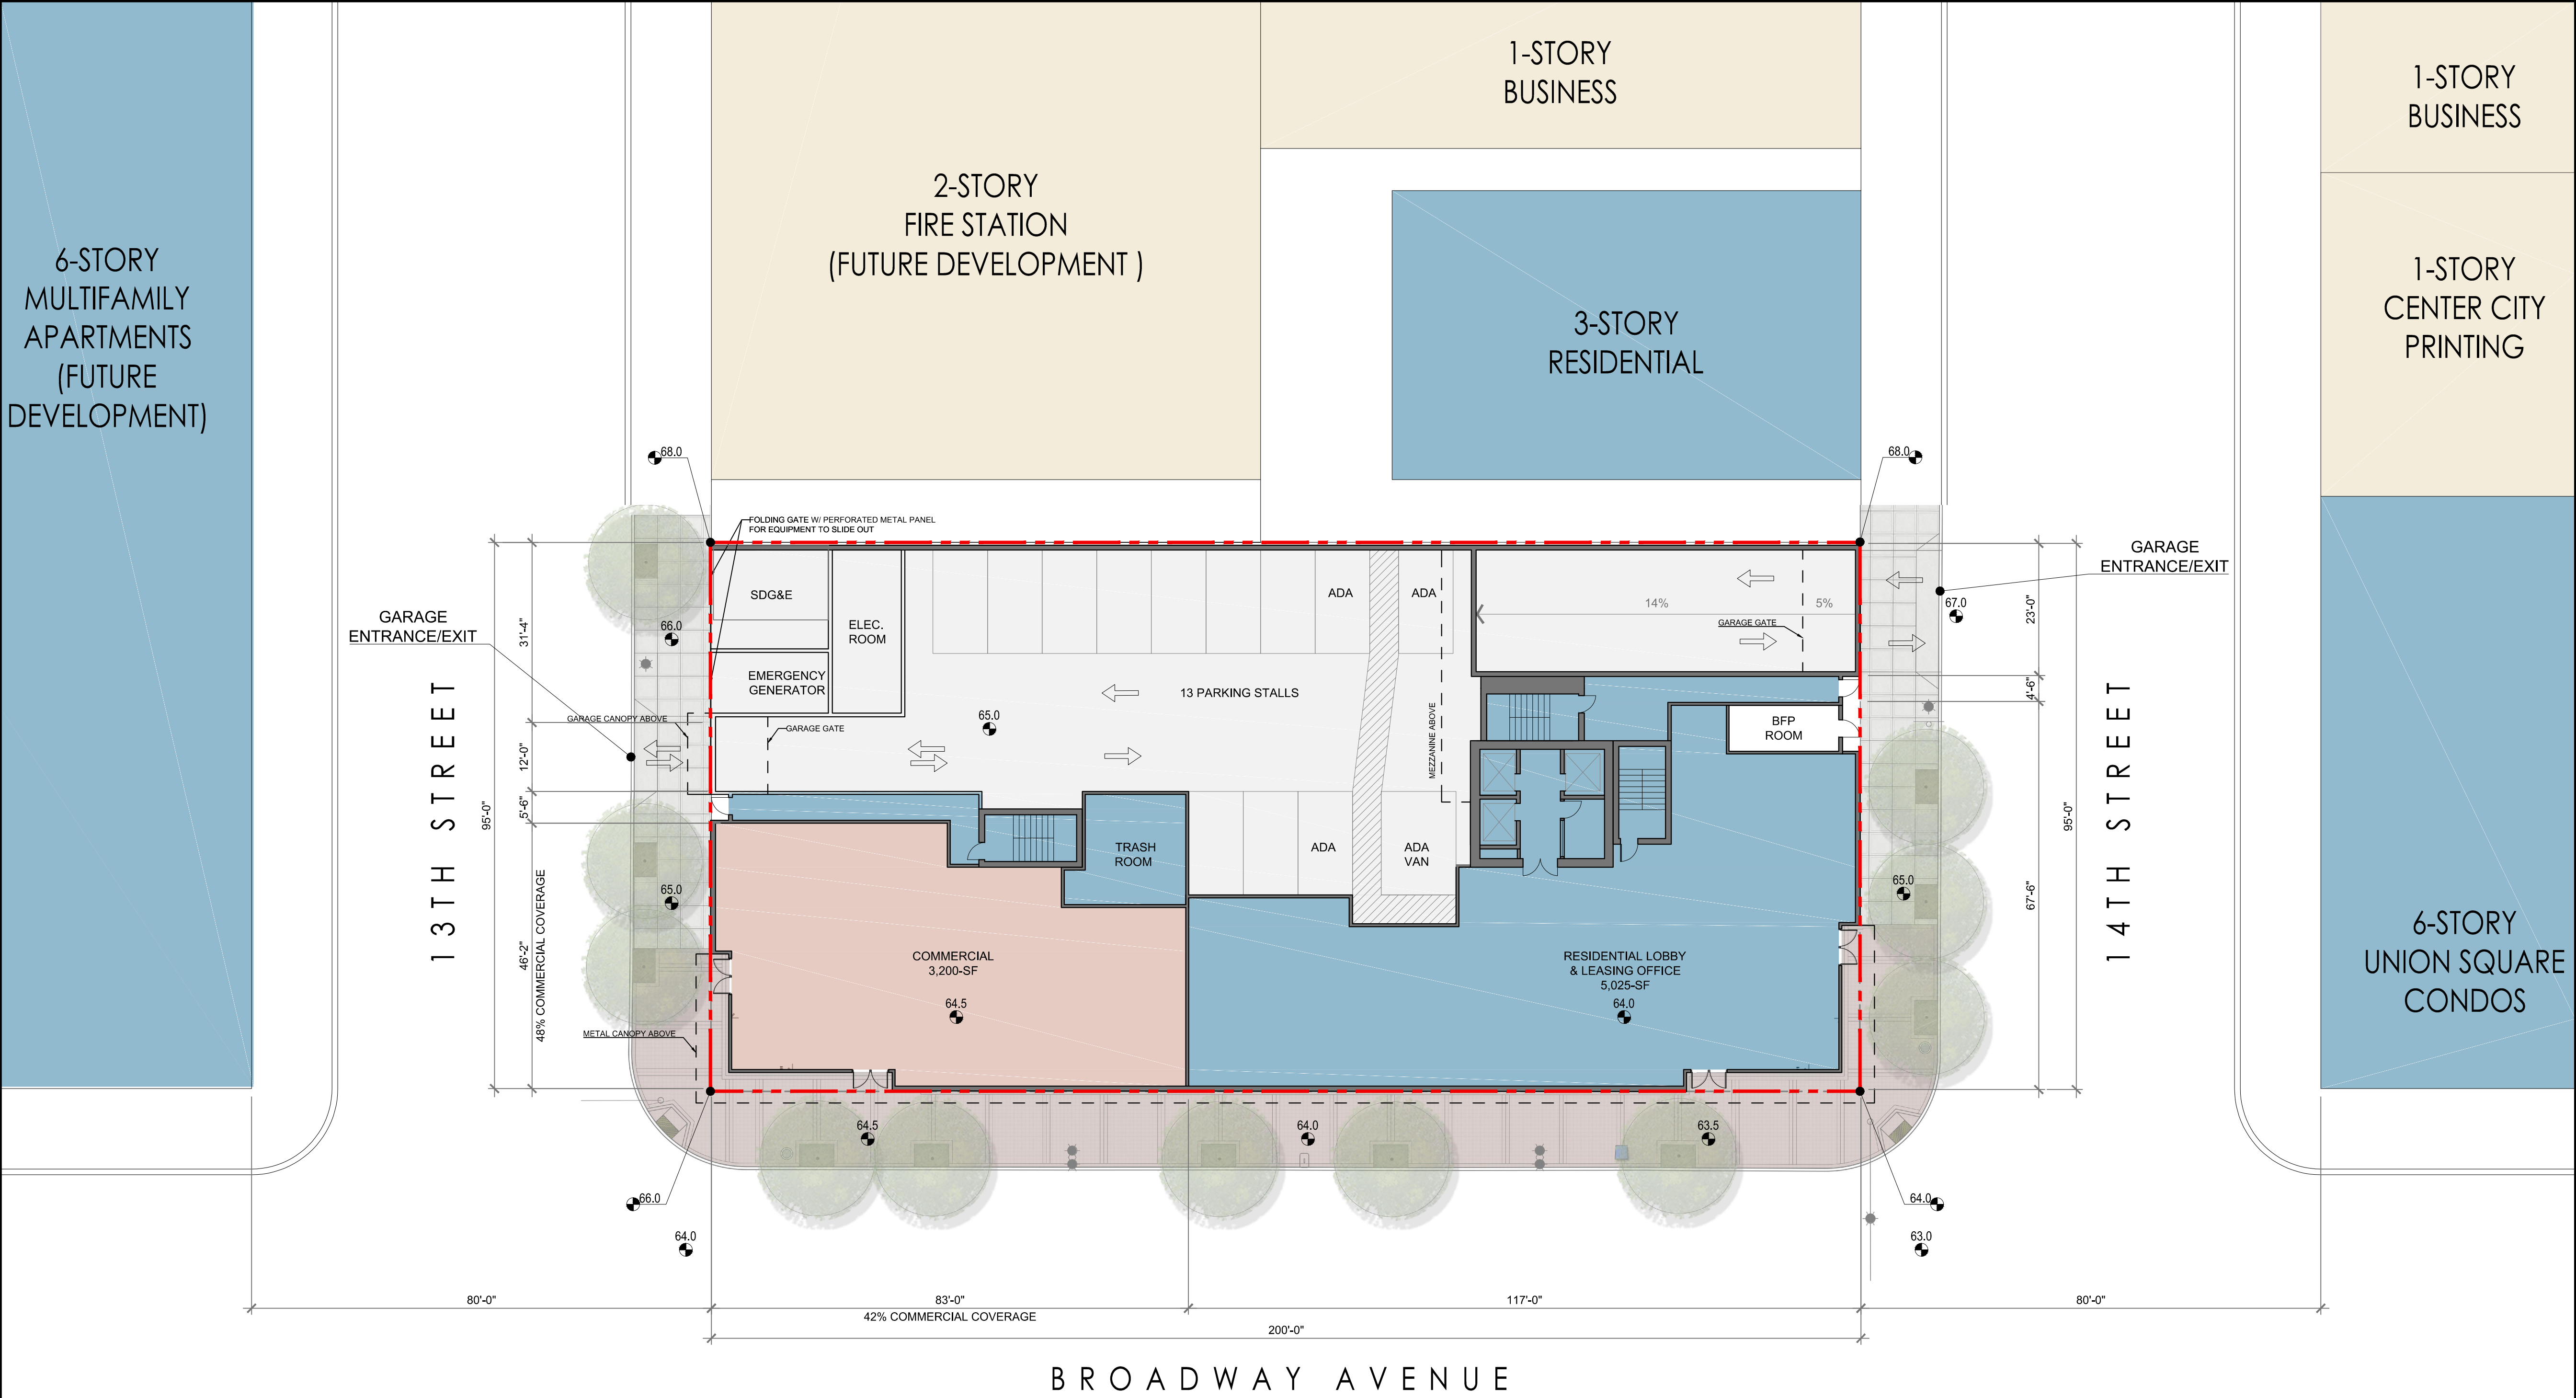 1-STORY
BUSINESS
1-STORY
BUSINESS
2-STORY
FIRE STATION
(FUTURE DEVELOPMENT )
6-STORY
MULTIFAMILY
APARTMENTS
(FUTURE
DEVELOPMENT)
3-STORY
RESIDENTIAL
1-STORY
CENTER CITY
PRINTING
68.0
68.0
FOLDING GATE W/ PERFORATED METAL PANEL
FOR EQUIPMENT TO SLIDE OUT
GARAGE
ENTRANCE/EXIT
GARAGE
ENTRANCE/EXIT
SDG&E
ELEC.
ROOM
EMERGENCY
GENERATOR
ADA
ADA
14%
5%
GARAGE GATE
67.0
66.0
23'-0"
31'-4"
4'-6"
13 PARKING STALLS
65.0
MEZZANINE ABOVE
BFP
ROOM
GARAGE CANOPY ABOVE
GARAGE GATE
12'-0"
5'-6"
95'-0"
95'-0"
13TH STREET
14TH STREET
TRASH
ROOM
ADA
ADA
VAN
65.0
65.0
67'-6"
46'-2"
48% COMMERCIAL COVERAGE
COMMERCIAL
3,200-SF
64.5
RESIDENTIAL LOBBY
& LEASING OFFICE
5,025-SF
64.0
6-STORY
UNION SQUARE
CONDOS
METAL CANOPY ABOVE
64.5
64.0
63.5
66.0
64.0
64.0
63.0
80'-0"
83'-0"
117'-0"
80'-0"
42% COMMERCIAL COVERAGE
200'-0"
BROADWAY AVENUE